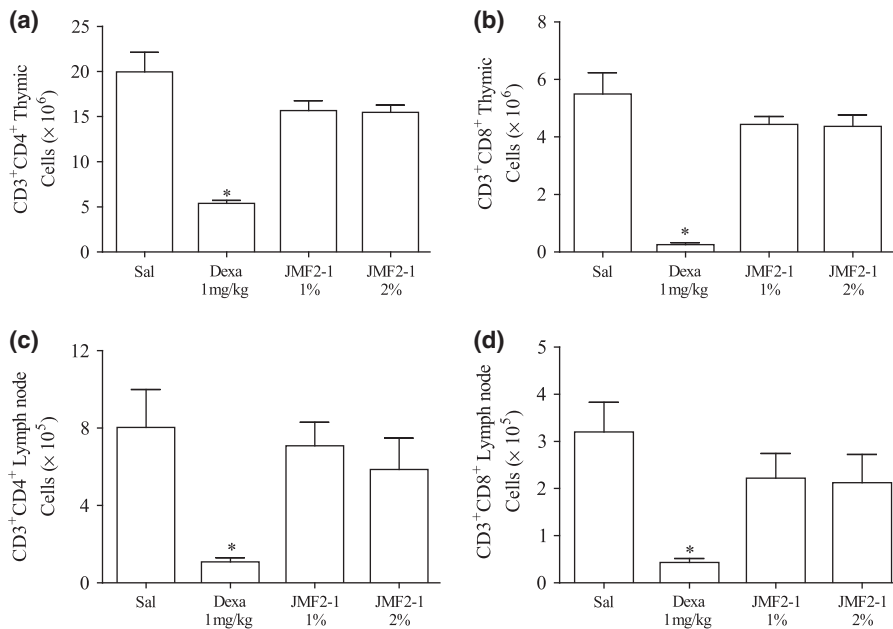 (a)
CD3⁺CD4⁺ Thymic
Cells (× 10⁶)
25
20
15
10
5
0
*
Sal
Dexa
1mg/kg
JMF2-1
1%
JMF2-1
2%
(b)
CD3⁺CD8⁺ Thymic
Cells (× 10⁶)
8
6
4
2
0
*
Sal
Dexa
1mg/kg
JMF2-1
1%
JMF2-1
2%
(c)
CD3⁺CD4⁺ Lymph node
Cells (× 10⁵)
12
8
4
0
*
Sal
Dexa
1mg/kg
JMF2-1
1%
JMF2-1
2%
(d)
CD3⁺CD8⁺ Lymph node
Cells (× 10⁵)
5
4
3
2
1
0
*
Sal
Dexa
1mg/kg
JMF2-1
1%
JMF2-1
2%